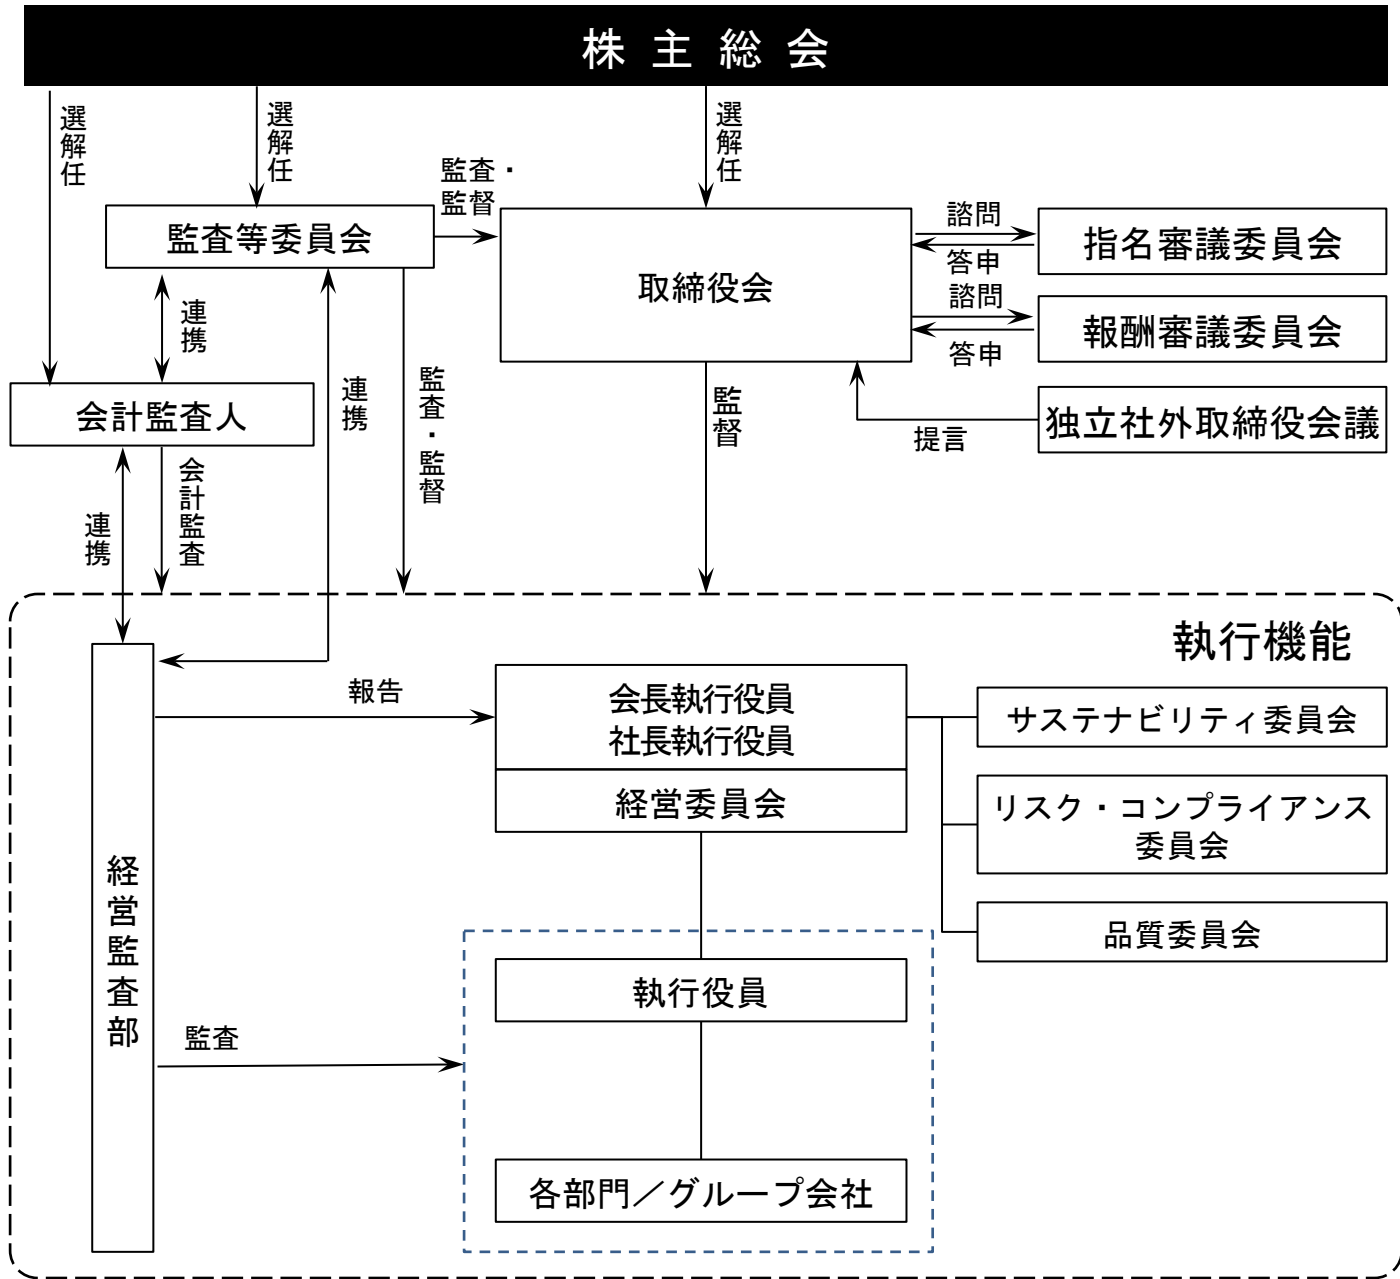 株主総会
選解任
選解任
選解任
監査・
監督
監査等委員会
取締役会
諮問
答申
指名審議委員会
諮問
答申
報酬審議委員会
連携
連携
監査・監督
監督
提言
独立社外取締役会議
会計監査人
会計監査
連携
執行機能
報告
会長執行役員
社長執行役員
経営委員会
サステナビリティ委員会
リスク・コンプライアンス
委員会
品質委員会
経営監査部
監査
執行役員
各部門／グループ会社